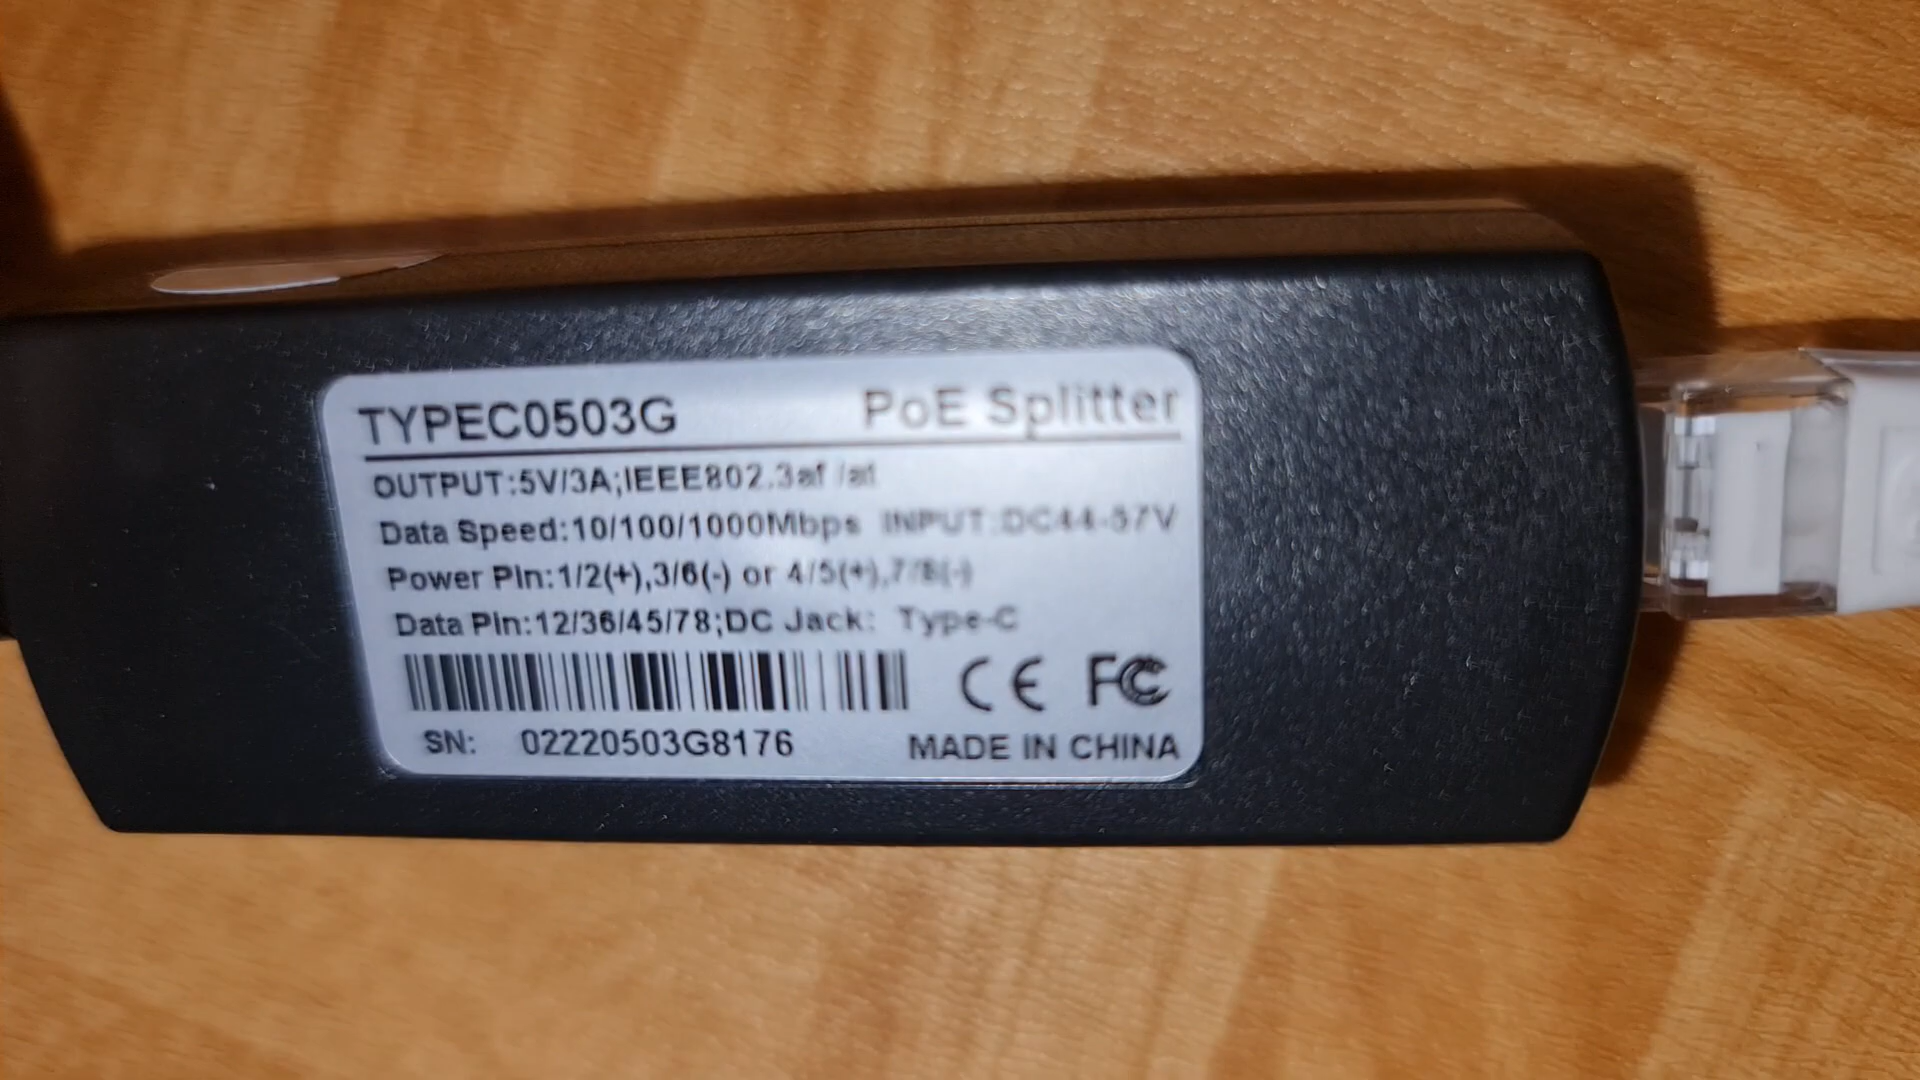 TYPEC0503G PoE Splitter
OUTPUT:5V/3A;IEEE802.3af /at
Data Speed:10/100/1000Mbps INPUT:DC44-57V
Power Pin:1/2(+),3/6(-) or 4/5(+),7/8(-)
Data Pin:12/36/45/78;DC Jack: Type-C
CE FC
SN: 02220503G8176 MADE IN CHINA